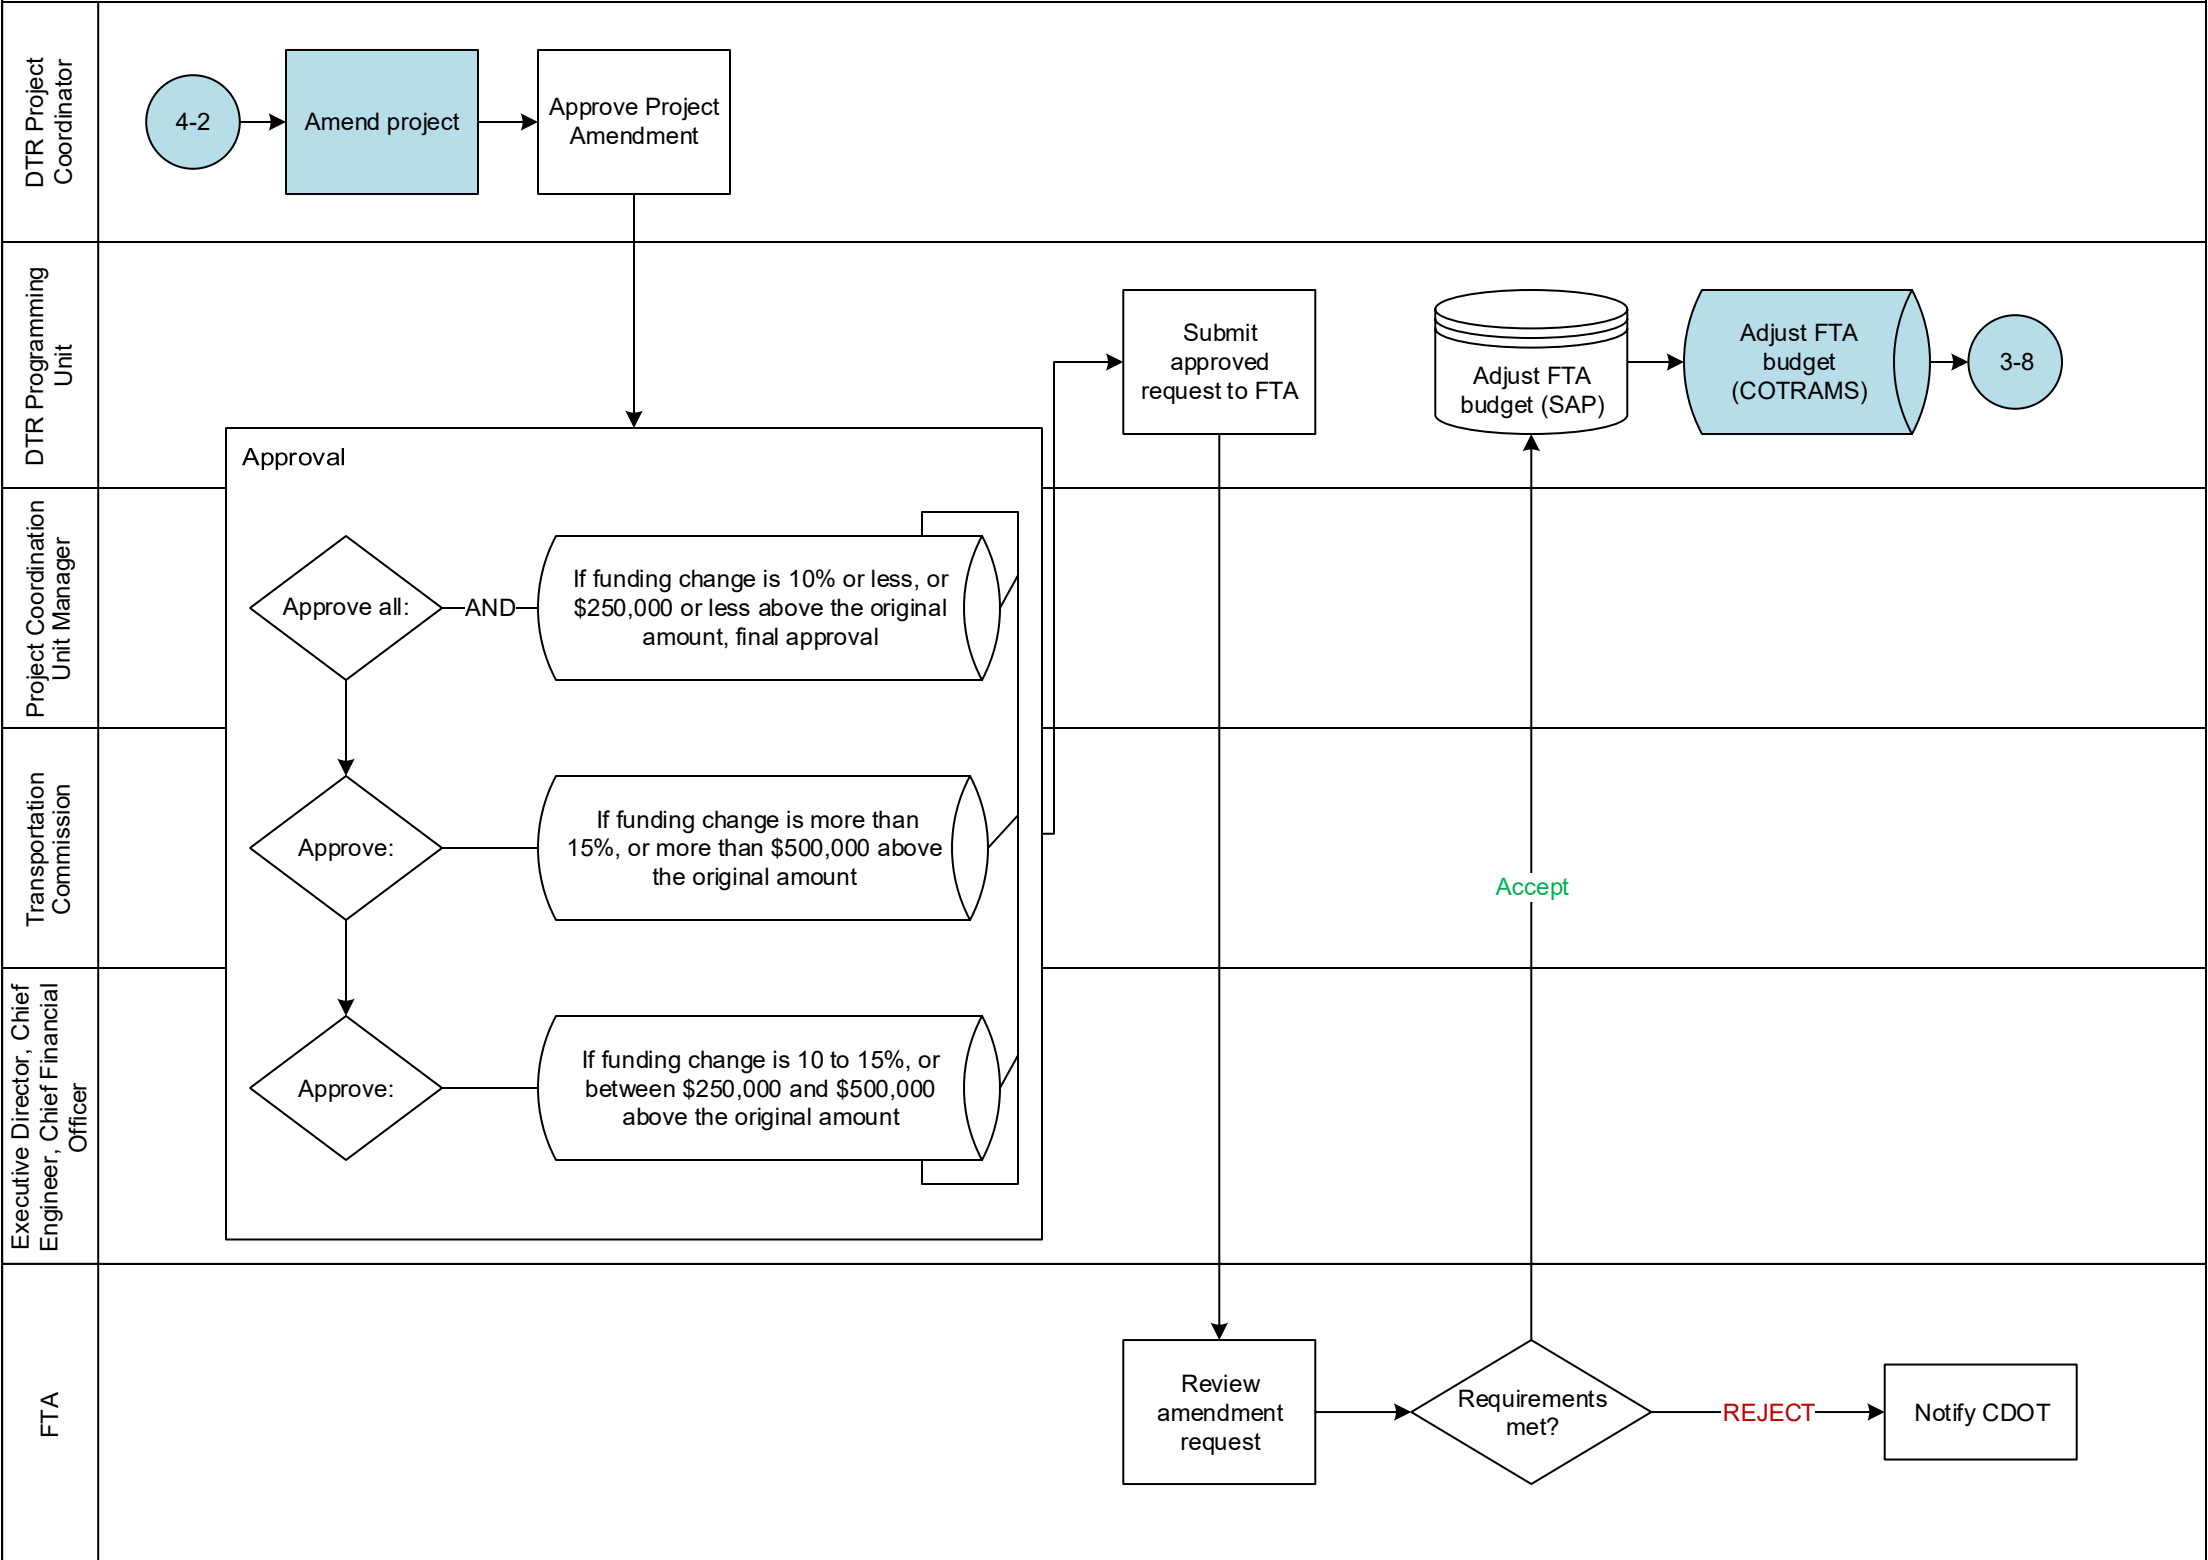 DTR Project
Coordinator
4-2
Amend project
Approve Project
Amendment
DTR Programming
Unit
Submit
approved
request to FTA
Adjust FTA
budget (SAP)
Adjust FTA
budget
(COTRAMS)
3-8
Approval
Project Coordination
Unit Manager
Approve all:
AND
If funding change is 10% or less, or
$250,000 or less above the original
amount, final approval
Transportation
Commission
Approve:
If funding change is more than
15%, or more than $500,000 above
the original amount
Accept
Executive Director, Chief
Engineer, Chief Financial
Officer
Approve:
If funding change is 10 to 15%, or
between $250,000 and $500,000
above the original amount
FTA
Review
amendment
request
Requirements
met?
REJECT
Notify CDOT